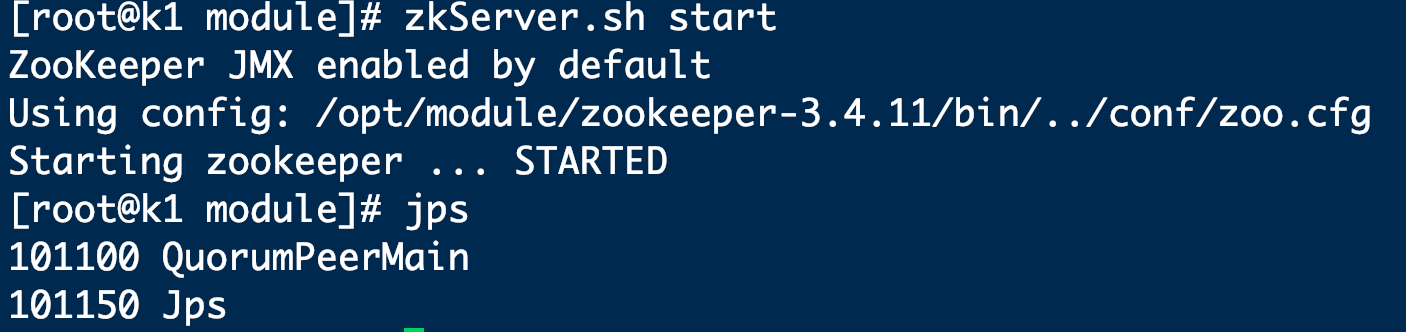 [root@k1 module]# zkServer.sh start
ZooKeeper JMX enabled by default
Using config: /opt/module/zookeeper-3.4.11/bin/../conf/zoo.cfg
Starting zookeeper ... STARTED
[root@k1 module]# jps
101100 QuorumPeerMain
101150 Jps